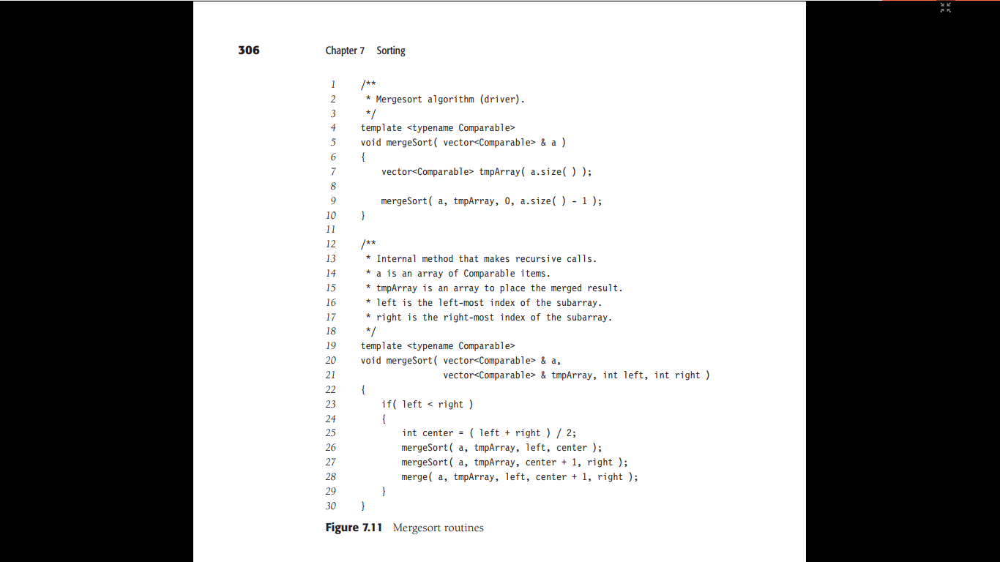 306 Chapter 7 Sorting
1 /**
2 * Mergesort algorithm (driver).
3 */
4 template <typename Comparable>
5 void mergeSort( vector<Comparable> & a )
6 {
7 vector<Comparable> tmpArray( a.size( ) );
8
9 mergeSort( a, tmpArray, 0, a.size( ) - 1 );
10 }
11
12 /**
13 * Internal method that makes recursive calls.
14 * a is an array of Comparable items.
15 * tmpArray is an array to place the merged result.
16 * left is the left-most index of the subarray.
17 * right is the right-most index of the subarray.
18 */
19 template <typename Comparable>
20 void mergeSort( vector<Comparable> & a,
21 vector<Comparable> & tmpArray, int left, int right )
22 {
23 if( left < right )
24 {
25 int center = ( left + right ) / 2;
26 mergeSort( a, tmpArray, left, center );
27 mergeSort( a, tmpArray, center + 1, right );
28 merge( a, tmpArray, left, center + 1, right );
29 }
30 }
Figure 7.11 Mergesort routines